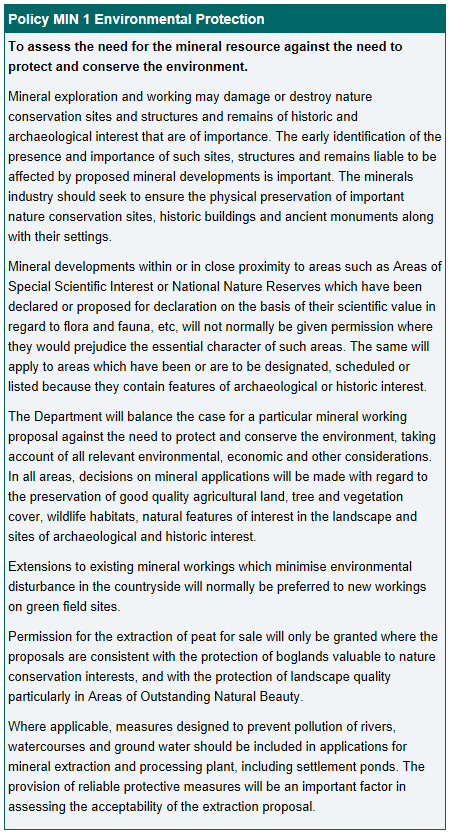 Policy MIN 1 Environmental Protection
To assess the need for the mineral resource against the need to
protect and conserve the environment.
Mineral exploration and working may damage or destroy nature
conservation sites and structures and remains of historic and
archaeological interest that are of importance. The early identification of the
presence and importance of such sites, structures and remains liable to be
affected by proposed mineral developments is important. The minerals
industry should seek to ensure the physical preservation of important
nature conservation sites, historic buildings and ancient monuments along
with their settings.
Mineral developments within or in close proximity to areas such as Areas of
Special Scientific Interest or National Nature Reserves which have been
declared or proposed for declaration on the basis of their scientific value in
regard to flora and fauna, etc, will not normally be given permission where
they would prejudice the essential character of such areas. The same will
apply to areas which have been or are to be designated, scheduled or
listed because they contain features of archaeological or historic interest.
The Department will balance the case for a particular mineral working
proposal against the need to protect and conserve the environment, taking
account of all relevant environmental, economic and other considerations.
In all areas, decisions on mineral applications will be made with regard to
the preservation of good quality agricultural land, tree and vegetation
cover, wildlife habitats, natural features of interest in the landscape and
sites of archaeological and historic interest.
Extensions to existing mineral workings which minimise environmental
disturbance in the countryside will normally be preferred to new workings
on green field sites.
Permission for the extraction of peat for sale will only be granted where the
proposals are consistent with the protection of boglands valuable to nature
conservation interests, and with the protection of landscape quality
particularly in Areas of Outstanding Natural Beauty.
Where applicable, measures designed to prevent pollution of rivers,
watercourses and ground water should be included in applications for
mineral extraction and processing plant, including settlement ponds. The
provision of reliable protective measures will be an important factor in
assessing the acceptability of the extraction proposal.